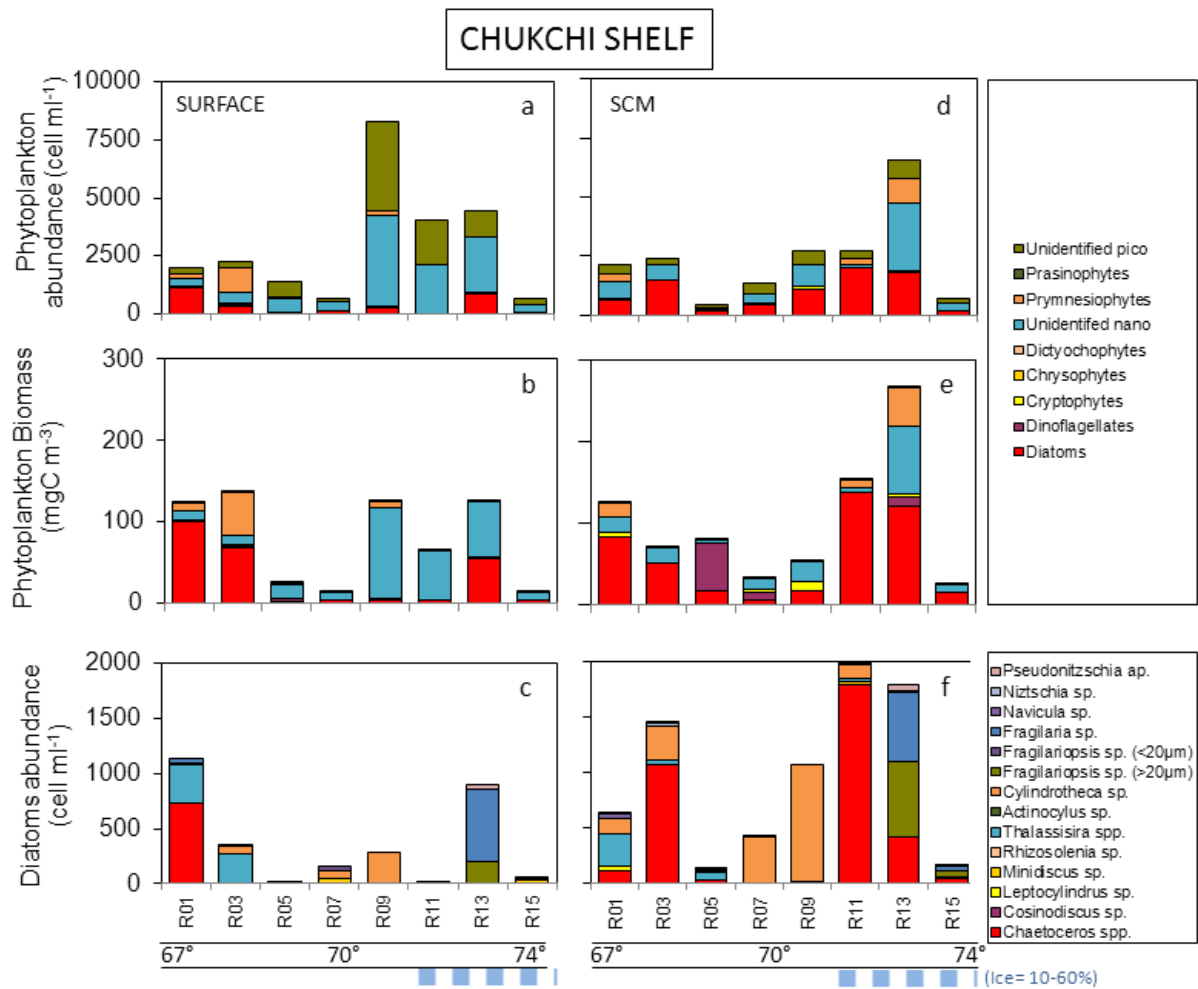 CHUKCHI SHELF
Phytoplankton
abundance (cell ml-1)
10000
7500
5000
2500
0
SURFACE
a
SCM
d
Unidentified pico
Prasinophytes
Prymnesiophytes
Unidentifed nano
Dictyochophytes
Chrysophytes
Cryptophytes
Dinoflagellates
Diatoms
Phytoplankton Biomass
(mgC m-3)
300
200
100
0
b
e
Diatoms abundance
(cell ml-1)
2000
1500
1000
500
0
c
f
Pseudonitzschia ap.
Niztschia sp.
Navicula sp.
Fragilaria sp.
Fragilariopsis sp. (<20µm)
Fragilariopsis sp. (>20µm)
Cylindrotheca sp.
Actinocylus sp.
Thalassisira spp.
Rhizosolenia sp.
Minidiscus sp.
Leptocylindrus sp.
Cosinodiscus sp.
Chaetoceros spp.
R01 R03 R05 R07 R09 R11 R13 R15
R01 R03 R05 R07 R09 R11 R13 R15
67° 70° 74°
67° 70° 74°
(Ice= 10-60%)